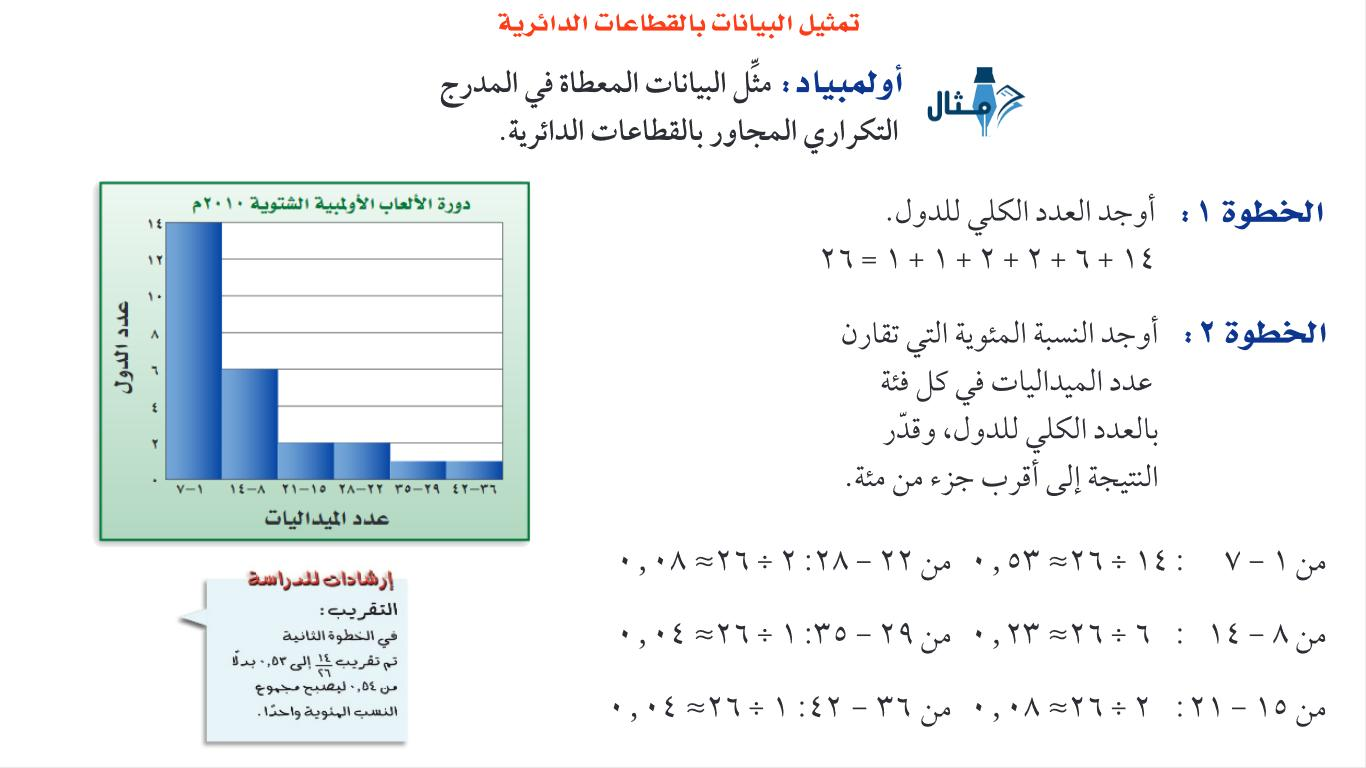 تمثيل البيانات بالقطاعات الدائرية
مثال
أولمبياد: مثِّل البيانات المعطاة في المدرج
التكراري المجاور بالقطاعات الدائرية.
الخطوة ١: أوجد العدد الكلي للدول.
١٤ + ٦ + ٢ + ٢ + ١ + ١ = ٢٦
الخطوة ٢: أوجد النسبة المئوية التي تقارن
عدد الميداليات في كل فئة
بالعدد الكلي للدول، وقدّر
النتيجة إلى أقرب جزء من مئة.
دورة الألعاب الأولمبية الشتوية ٢٠١٠م
عدد الدول
١٤
١٢
١٠
٨
٦
٤
٢
٠
١–٧ ٨–١٤ ١٥–٢١ ٢٢–٢٨ ٢٩–٣٥ ٣٦–٤٢
عدد الميداليات
من ١ – ٧ : ١٤ ÷ ٢٦ ≈ ٠,٥٣ من ٢٢ – ٢٨: ٢ ÷ ٢٦ ≈ ٠,٠٨
من ٨ – ١٤ : ٦ ÷ ٢٦ ≈ ٠,٢٣ من ٢٩ – ٣٥: ١ ÷ ٢٦ ≈ ٠,٠٤
من ١٥ – ٢١: ٢ ÷ ٢٦ ≈ ٠,٠٨ من ٣٦ – ٤٢: ١ ÷ ٢٦ ≈ ٠,٠٤
إرشادات للدراسة
التقريب:
في الخطوة الثانية
تم تقريب ١٤/٢٦ إلى ٠,٥٣ بدلًا
من ٠,٥٤ ليصبح مجموع
النسب المئوية واحدًا.